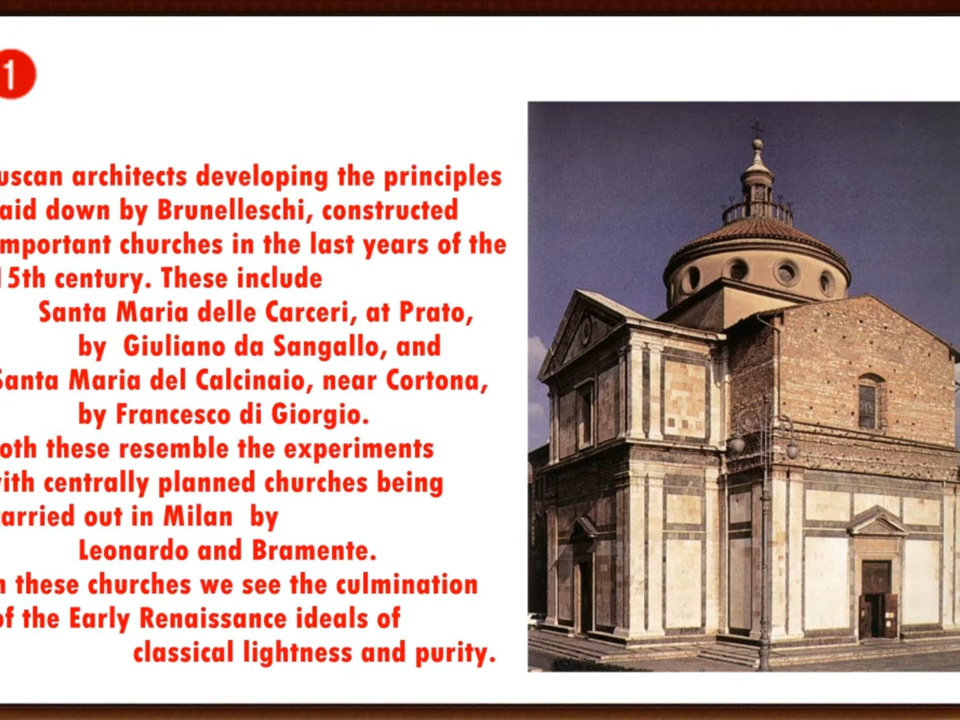 1
uscan architects developing the principles
aid down by Brunelleschi, constructed
mportant churches in the last years of the
15th century. These include
Santa Maria delle Carceri, at Prato,
by Giuliano da Sangallo, and
Santa Maria del Calcinaio, near Cortona,
by Francesco di Giorgio.
oth these resemble the experiments
ith centrally planned churches being
arried out in Milan by
Leonardo and Bramente.
n these churches we see the culmination
of the Early Renaissance ideals of
classical lightness and purity.